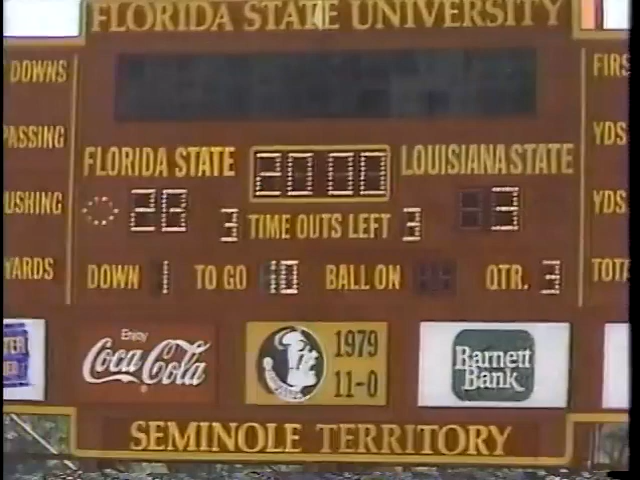 FLORIDA STATE UNIVERSITY
DOWNS
FIRS
PASSING
YDS
FLORIDA STATE
20 00
LOUISIANA STATE
USHING
YDS
3
TIME OUTS LEFT
3
3
YARDS
DOWN 1
TO GO 10
BALL ON
QTR. 3
TOTA
Enjoy
Coca-Cola
1979
11-0
Barnett
Bank
SEMINOLE TERRITORY